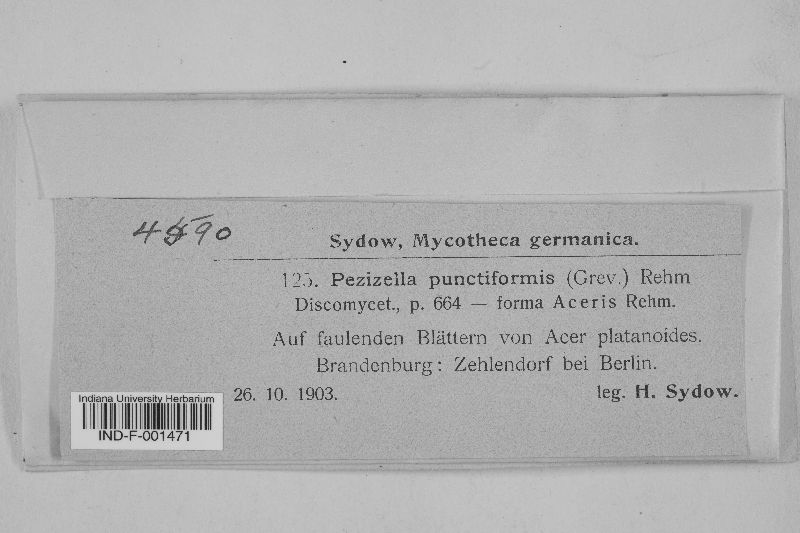 4590
Sydow, Mycotheca germanica.
125. Pezizella punctiformis (Grev.) Rehm
Discomycet., p. 664 — forma Aceris Rehm.
Auf faulenden Blättern von Acer platanoides.
Brandenburg: Zehlendorf bei Berlin.
26. 10. 1903. leg. H. Sydow.
Indiana University Herbarium
IND-F-001471